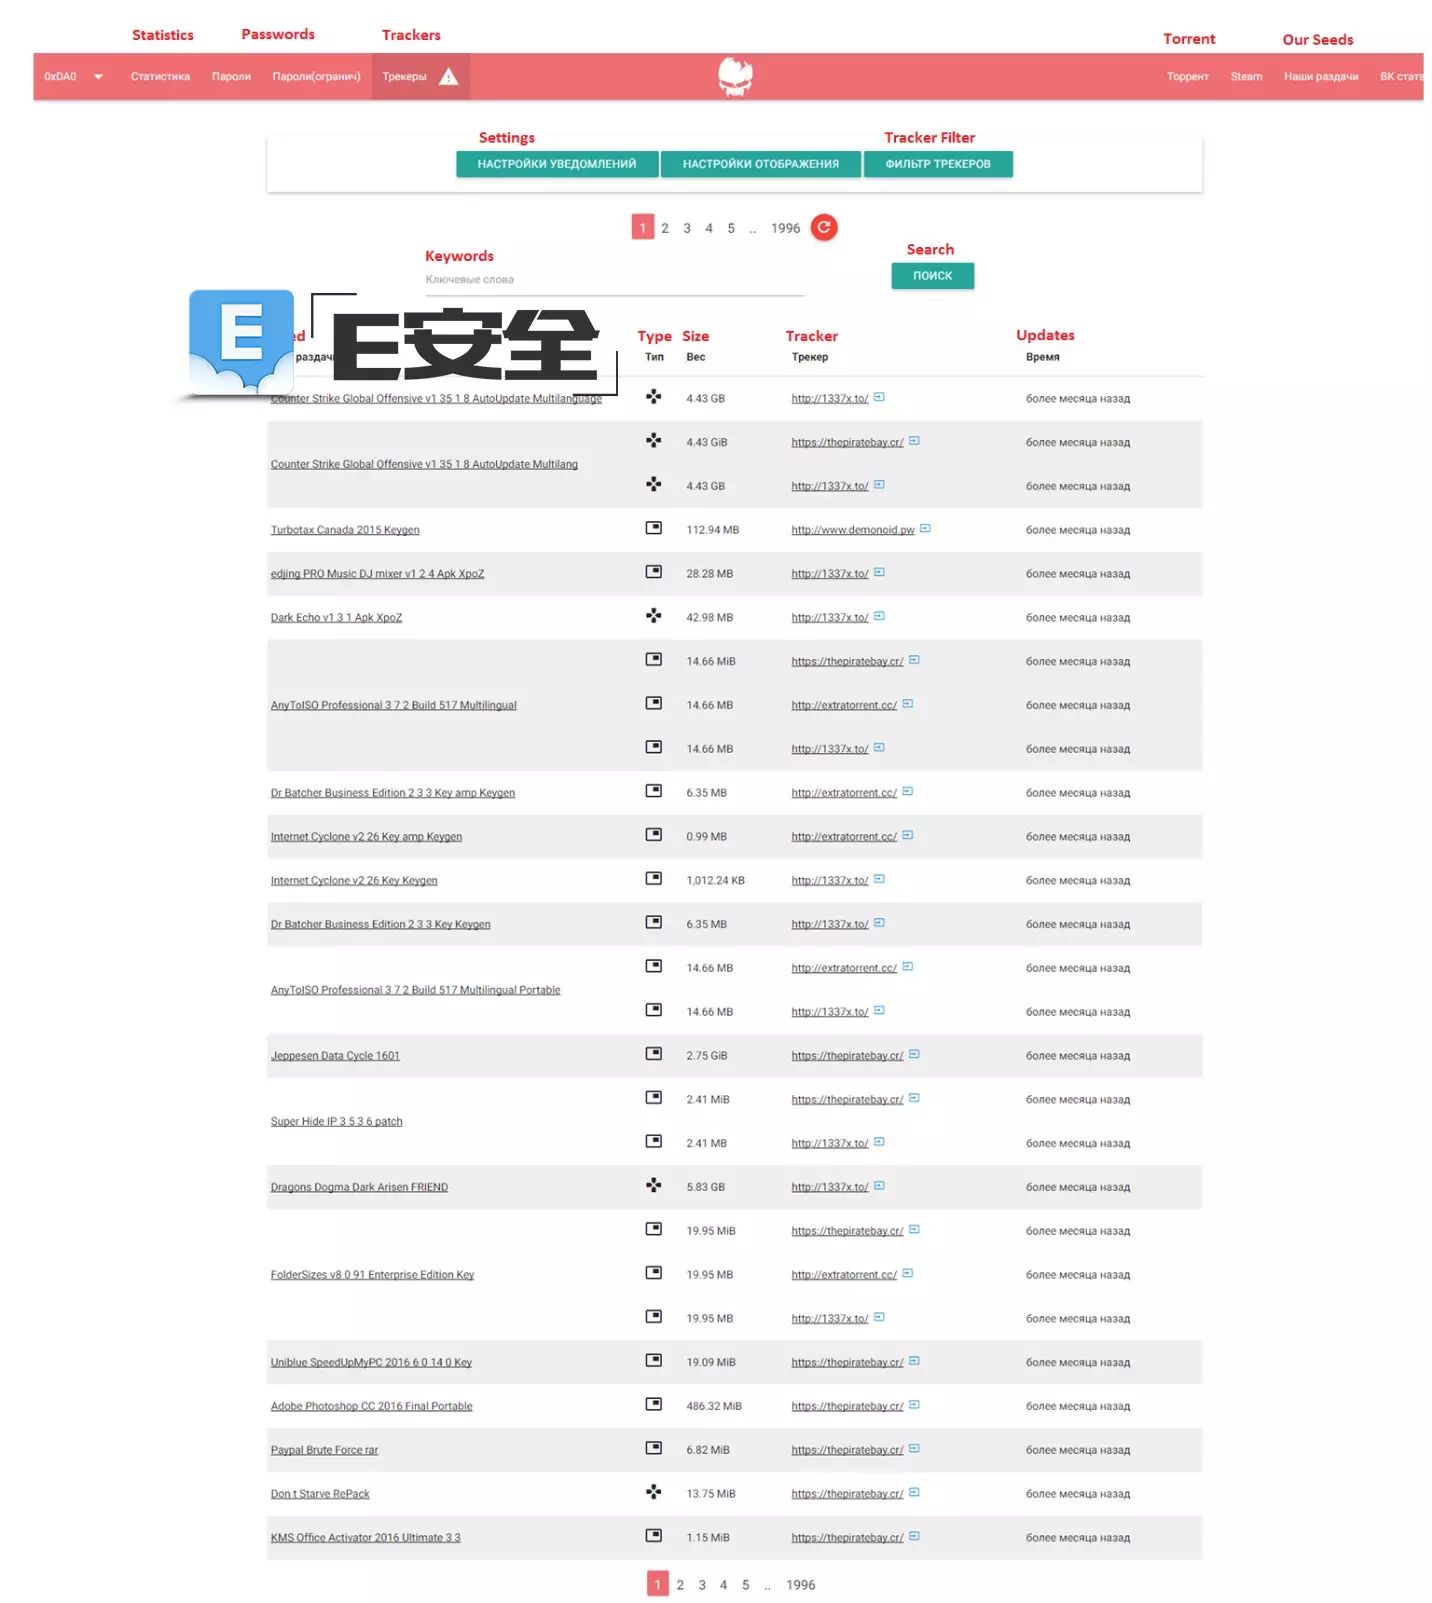 Statistics Passwords Trackers Torrent Our Seeds
0xDA0 Статистика Пароли Пароли(огранич) Трекеры Торрент Steam Наши раздачи ВК стата
Settings Tracker Filter
НАСТРОЙКИ УВЕДОМЛЕНИЙ НАСТРОЙКИ ОТОБРАЖЕНИЯ ФИЛЬТР ТРЕКЕРОВ
1 2 3 4 5 .. 1996
Keywords Search
Ключевые слова ПОИСК
E E安全
Type Size Tracker Updates
Тип Вес Трекер Время
Counter Strike Global Offensive v1 35 1 8 AutoUpdate Multilanguage 4.43 GB http://1337x.to/ более месяца назад
4.43 GiB https://thepiratebay.cr/ более месяца назад
Counter Strike Global Offensive v1 35 1 8 AutoUpdate Multilang
4.43 GB http://1337x.to/ более месяца назад
Turbotax Canada 2015 Keygen 112.94 MB http://www.demonoid.pw более месяца назад
edjing PRO Music DJ mixer v1 2 4 Apk XpoZ 28.28 MB http://1337x.to/ более месяца назад
Dark Echo v1 3 1 Apk XpoZ 42.98 MB http://1337x.to/ более месяца назад
14.66 MiB https://thepiratebay.cr/ более месяца назад
AnyToISO Professional 3 7 2 Build 517 Multilingual 14.66 MB http://extratorrent.cc/ более месяца назад
14.66 MB http://1337x.to/ более месяца назад
Dr Batcher Business Edition 2 3 3 Key amp Keygen 6.35 MB http://extratorrent.cc/ более месяца назад
Internet Cyclone v2 26 Key amp Keygen 0.99 MB http://extratorrent.cc/ более месяца назад
Internet Cyclone v2 26 Key Keygen 1,012.24 KB http://1337x.to/ более месяца назад
Dr Batcher Business Edition 2 3 3 Key Keygen 6.35 MB http://1337x.to/ более месяца назад
14.66 MB http://extratorrent.cc/ более месяца назад
AnyToISO Professional 3 7 2 Build 517 Multilingual Portable
14.66 MB http://1337x.to/ более месяца назад
Jeppesen Data Cycle 1601 2.75 GiB https://thepiratebay.cr/ более месяца назад
2.41 MiB https://thepiratebay.cr/ более месяца назад
Super Hide IP 3 5 3 6 patch
2.41 MB http://1337x.to/ более месяца назад
Dragons Dogma Dark Arisen FRIEND 5.83 GB http://1337x.to/ более месяца назад
19.95 MiB https://thepiratebay.cr/ более месяца назад
FolderSizes v8 0 91 Enterprise Edition Key 19.95 MB http://extratorrent.cc/ более месяца назад
19.95 MB http://1337x.to/ более месяца назад
Uniblue SpeedUpMyPC 2016 6 0 14 0 Key 19.09 MiB https://thepiratebay.cr/ более месяца назад
Adobe Photoshop CC 2016 Final Portable 486.32 MiB https://thepiratebay.cr/ более месяца назад
Paypal Brute Force rar 6.82 MiB https://thepiratebay.cr/ более месяца назад
Don t Starve RePack 13.75 MiB https://thepiratebay.cr/ более месяца назад
KMS Office Activator 2016 Ultimate 3 3 1.15 MiB https://thepiratebay.cr/ более месяца назад
1 2 3 4 5 .. 1996